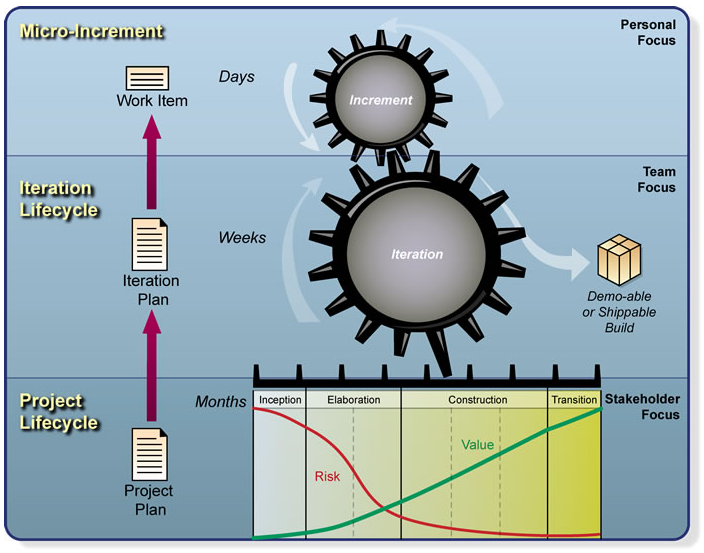 Micro-Increment
Personal
Focus
Days
Work Item
Increment
Iteration
Lifecycle
Team
Focus
Weeks
Iteration
Iteration
Plan
Demo-able
or Shippable
Build
Project
Lifecycle
Months
Inception
Elaboration
Construction
Transition
Stakeholder
Focus
Value
Risk
Project
Plan